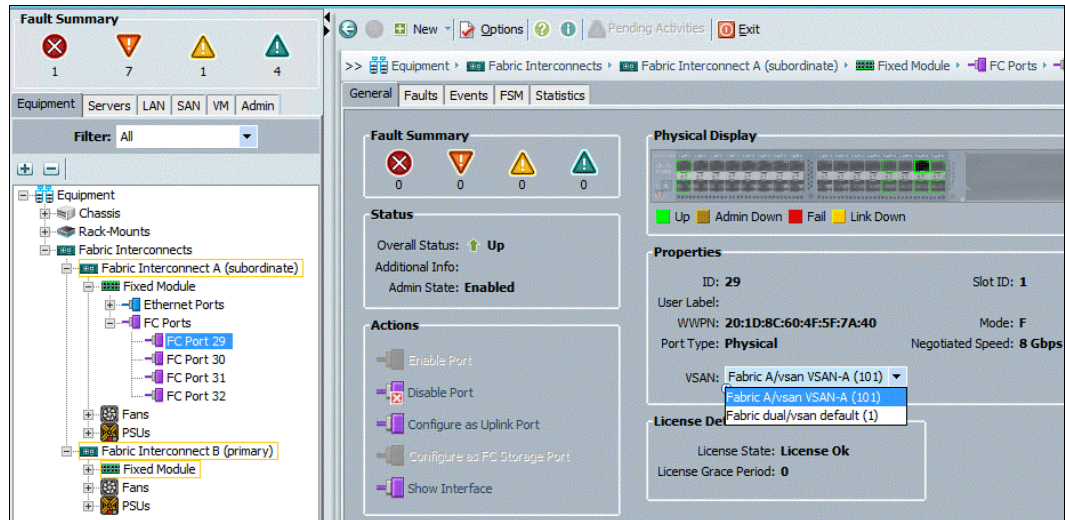 Fault Summary
1 7 1 4
Equipment Servers LAN SAN VM Admin
Filter: All
Equipment
Chassis
Rack-Mounts
Fabric Interconnects
Fabric Interconnect A (subordinate)
Fixed Module
Ethernet Ports
FC Ports
FC Port 29
FC Port 30
FC Port 31
FC Port 32
Fans
PSUs
Fabric Interconnect B (primary)
Fixed Module
Fans
PSUs
New Options Pending Activities Exit
>> Equipment Fabric Interconnects Fabric Interconnect A (subordinate) Fixed Module FC Ports
General Faults Events FSM Statistics
Fault Summary
0 0 0 0
Status
Overall Status: Up
Additional Info:
Admin State: Enabled
Actions
Enable Port
Disable Port
Configure as Uplink Port
Configure as FC Storage Port
Show Interface
Physical Display
Up Admin Down Fail Link Down
Properties
ID: 29 Slot ID: 1
User Label:
WWPN: 20:1D:8C:60:4F:5F:7A:40 Mode: F
Port Type: Physical Negotiated Speed: 8 Gbps
VSAN: Fabric A/vsan VSAN-A (101)
Fabric A/vsan VSAN-A (101)
Fabric dual/vsan default (1)
License De
License State: License Ok
License Grace Period: 0